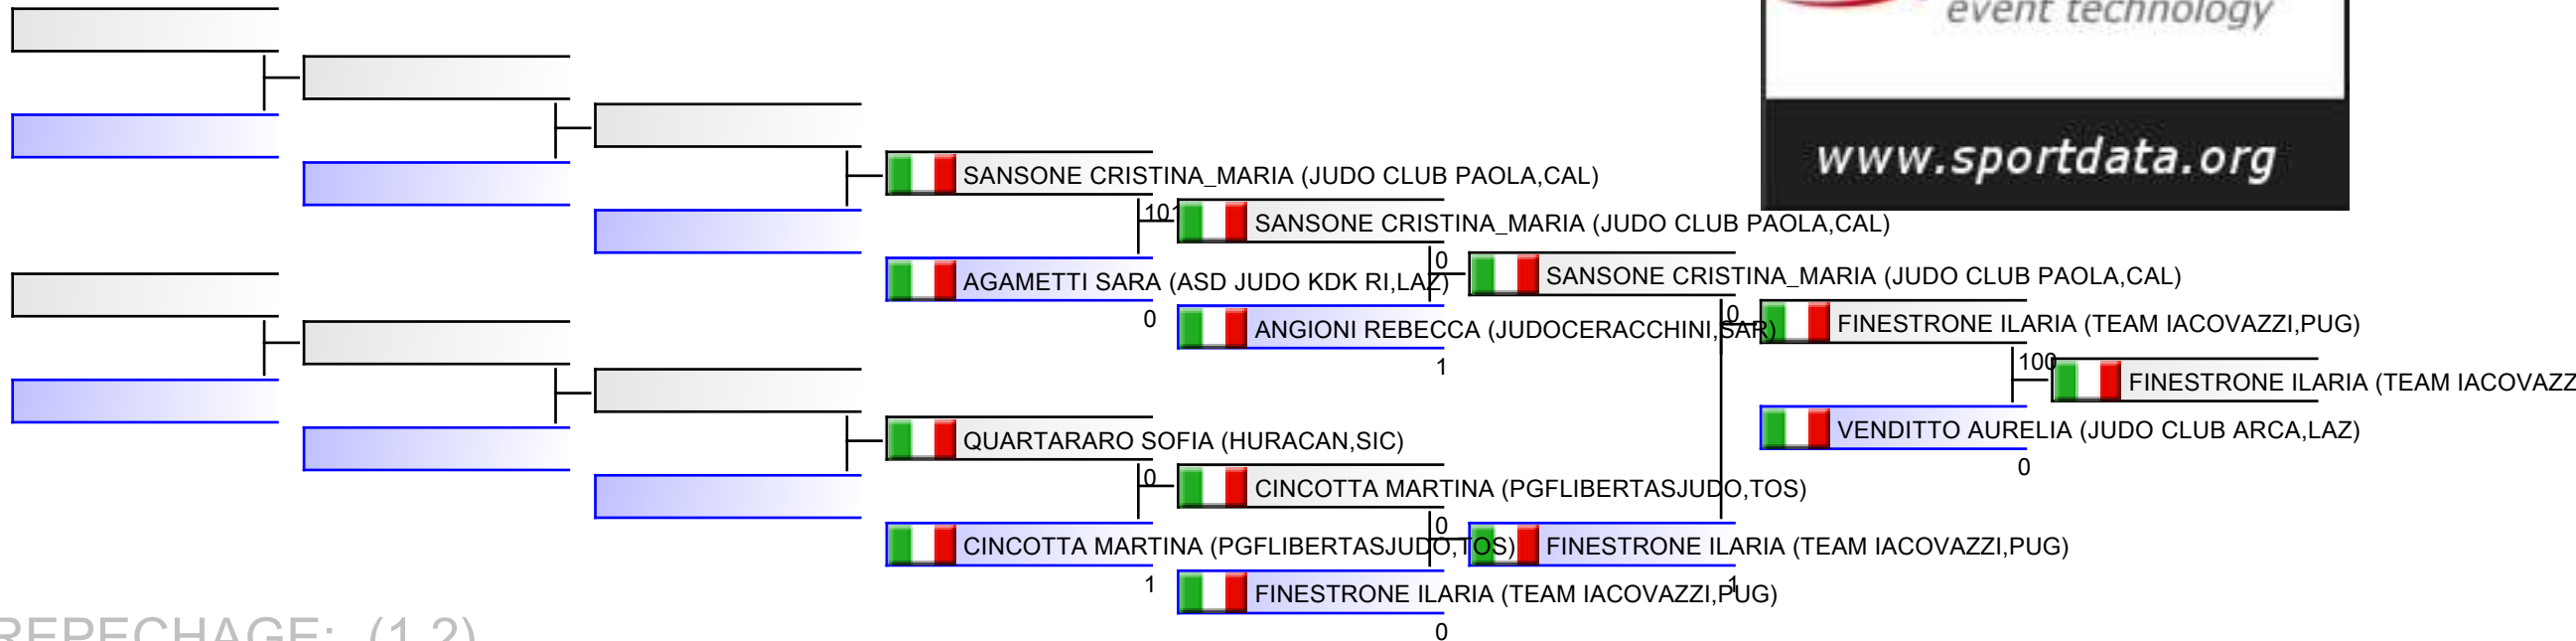 event technology
www.sportdata.org
SANSONE CRISTINA_MARIA (JUDO CLUB PAOLA,CAL)
101
SANSONE CRISTINA_MARIA (JUDO CLUB PAOLA,CAL)
0
AGAMETTI SARA (ASD JUDO KDK RI,LAZ)
SANSONE CRISTINA_MARIA (JUDO CLUB PAOLA,CAL)
0
ANGIONI REBECCA (JUDOCERACCHINI,SAR)
0
FINESTRONE ILARIA (TEAM IACOVAZZI,PUG)
1
100
FINESTRONE ILARIA (TEAM IACOVAZZ
VENDITTO AURELIA (JUDO CLUB ARCA,LAZ)
0
QUARTARARO SOFIA (HURACAN,SIC)
0
CINCOTTA MARTINA (PGFLIBERTASJUDO,TOS)
0
CINCOTTA MARTINA (PGFLIBERTASJUDO,TOS)
FINESTRONE ILARIA (TEAM IACOVAZZI,PUG)
1
1
FINESTRONE ILARIA (TEAM IACOVAZZI,PUG)
0
REPECHAGE: (1,2)